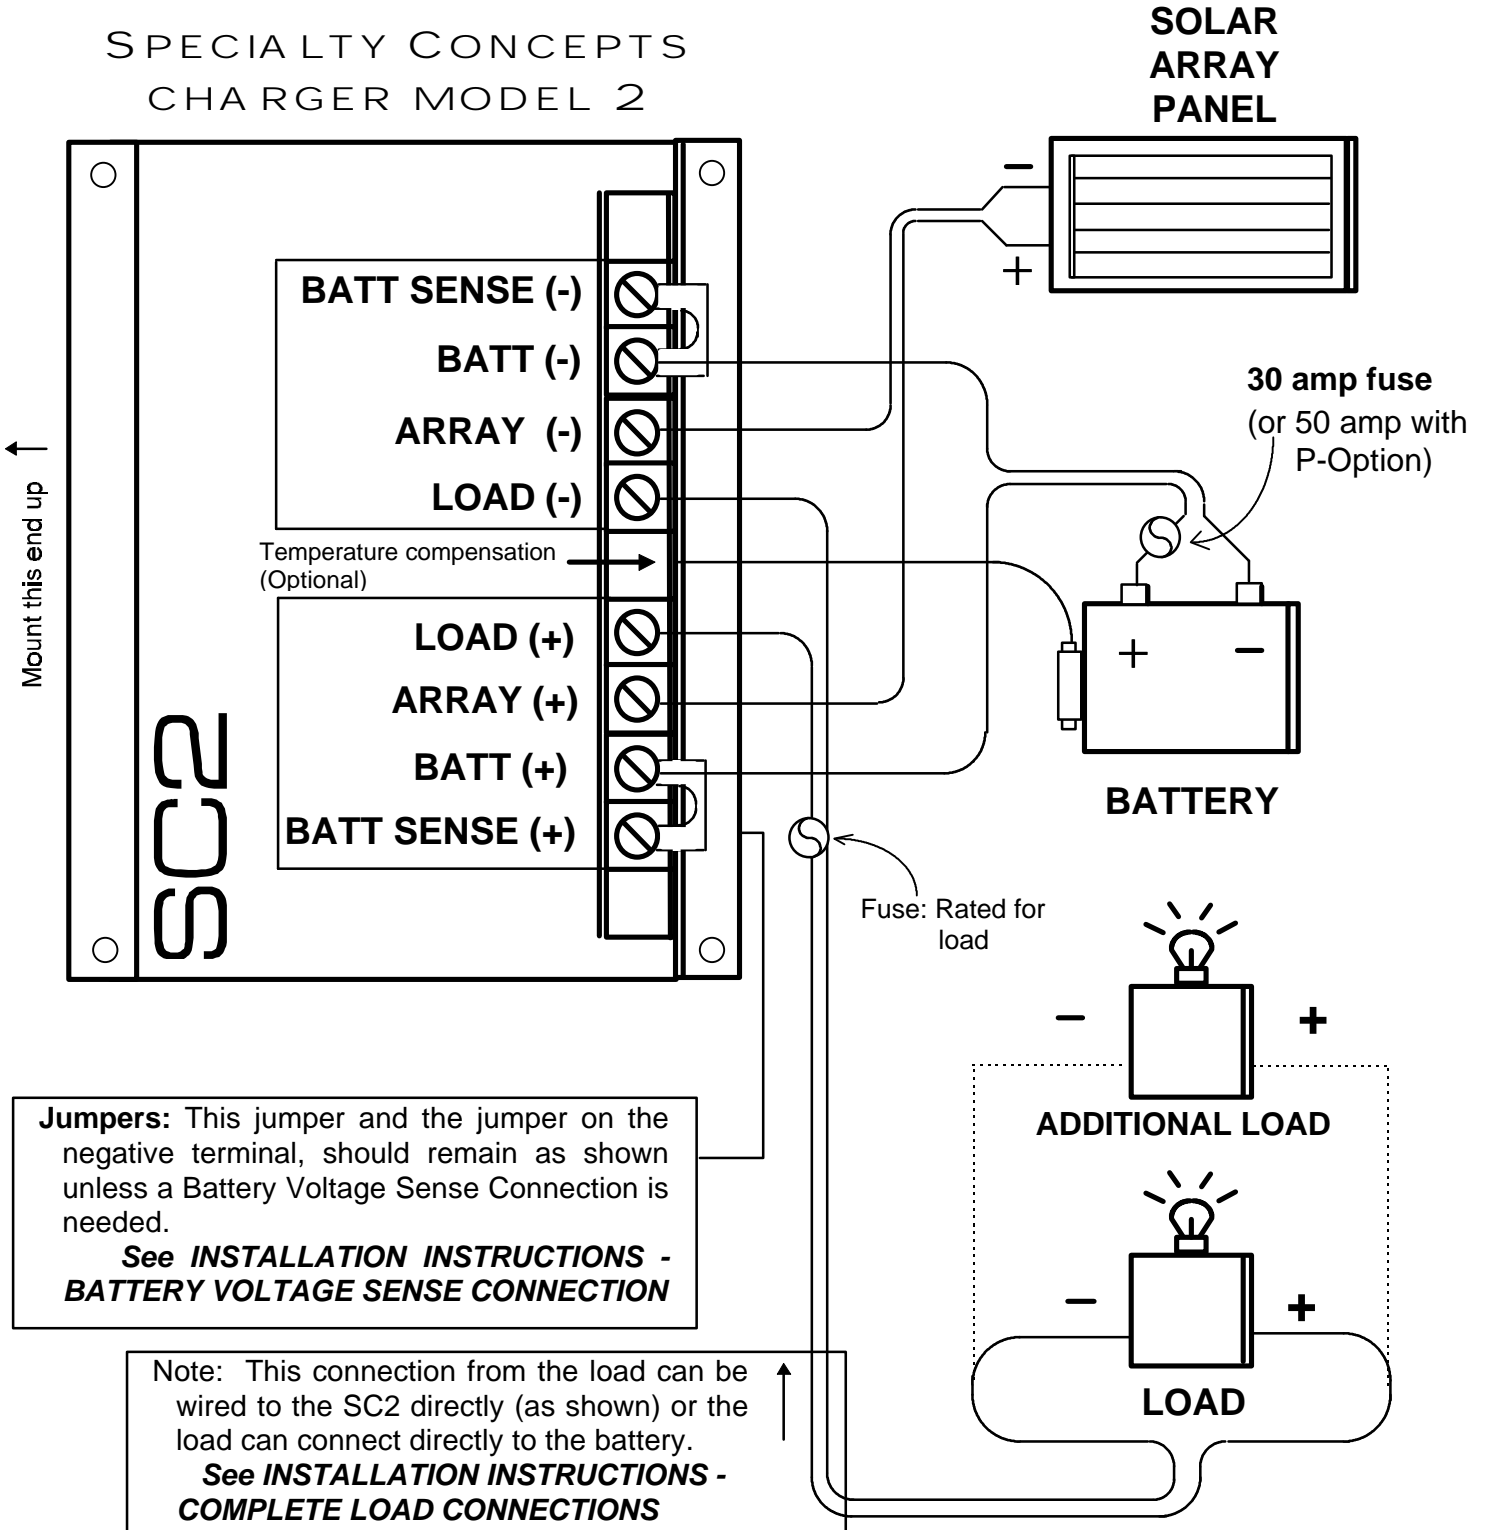 SPECIALTY CONCEPTS
CHARGER MODEL 2
SOLAR
ARRAY
PANEL
−
+
BATT SENSE (-)
BATT (-)
ARRAY (-)
LOAD (-)
Temperature compensation
(Optional)
LOAD (+)
ARRAY (+)
BATT (+)
BATT SENSE (+)
SC2
Mount this end up
30 amp fuse
(or 50 amp with
P-Option)
+ −
BATTERY
Fuse: Rated for
load
− +
ADDITIONAL LOAD
− +
LOAD
Jumpers: This jumper and the jumper on the
negative terminal, should remain as shown
unless a Battery Voltage Sense Connection is
needed.
See INSTALLATION INSTRUCTIONS -
BATTERY VOLTAGE SENSE CONNECTION
Note: This connection from the load can be
wired to the SC2 directly (as shown) or the
load can connect directly to the battery.
See INSTALLATION INSTRUCTIONS -
COMPLETE LOAD CONNECTIONS